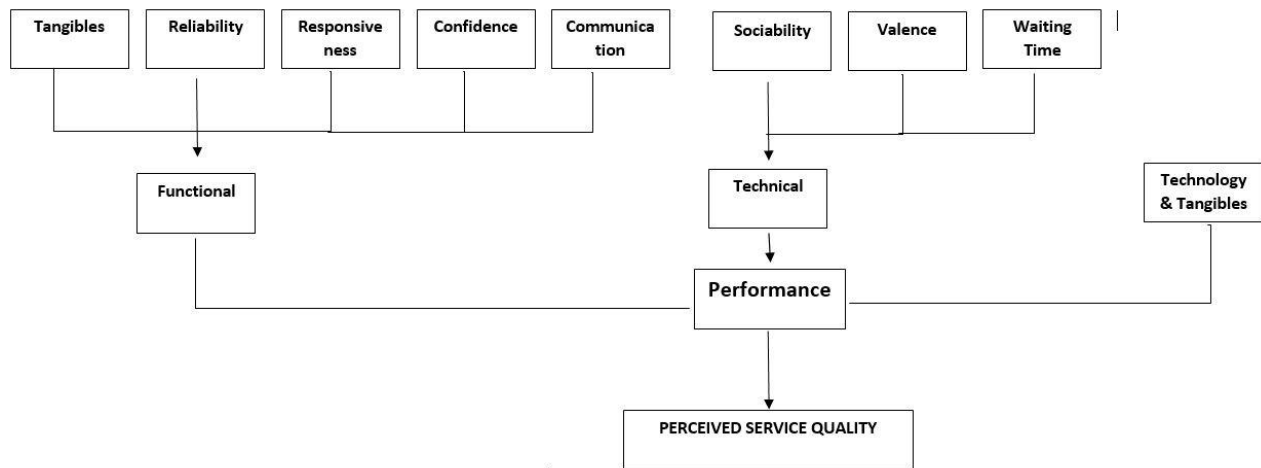 Tangibles
Reliability
Responsive
ness
Confidence
Communica
tion
Sociability
Valence
Waiting
Time
Functional
Technical
Technology
& Tangibles
Performance
PERCEIVED SERVICE QUALITY